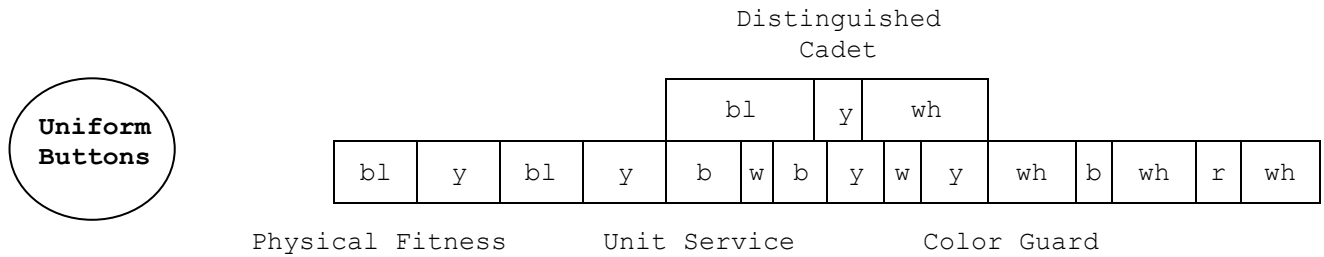 Distinguished
Cadet
bl y wh
Uniform
Buttons
bl y bl y b w b y w y wh b wh r wh
Physical Fitness Unit Service Color Guard